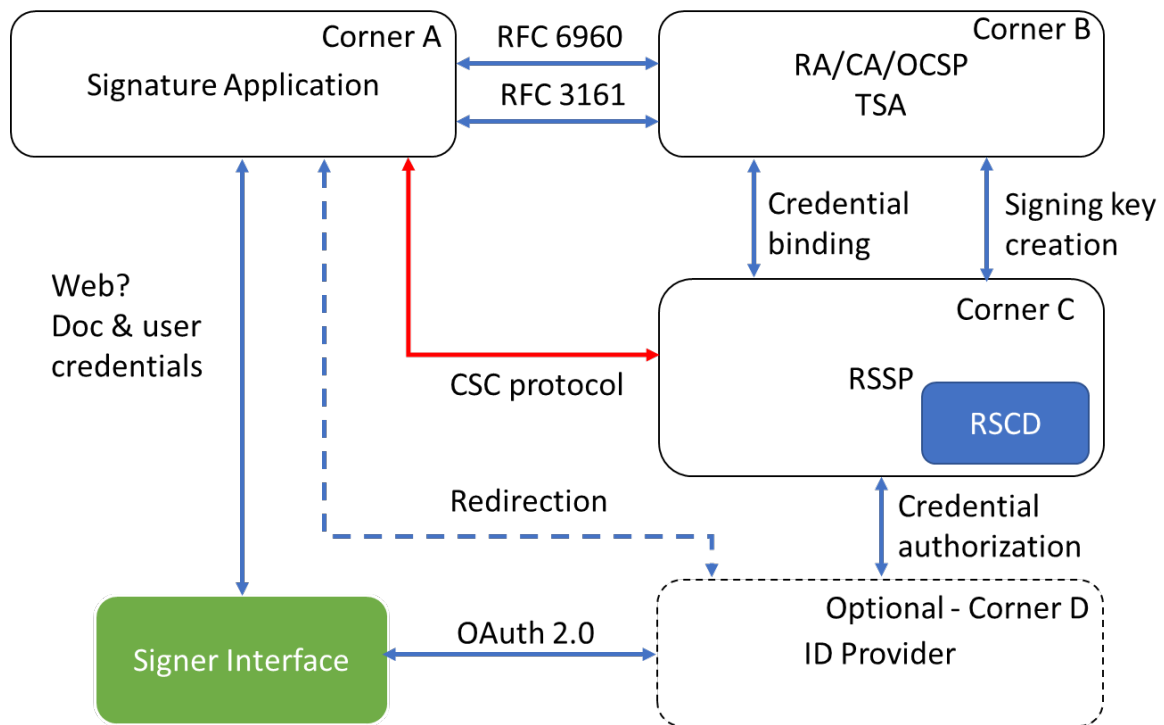 Corner A
Signature Application
RFC 6960
RFC 3161
Corner B
RA/CA/OCSP
TSA
Credential
binding
Signing key
creation
Web?
Doc & user
credentials
CSC protocol
Corner C
RSSP
RSCD
Redirection
Credential
authorization
Signer Interface
OAuth 2.0
Optional - Corner D
ID Provider